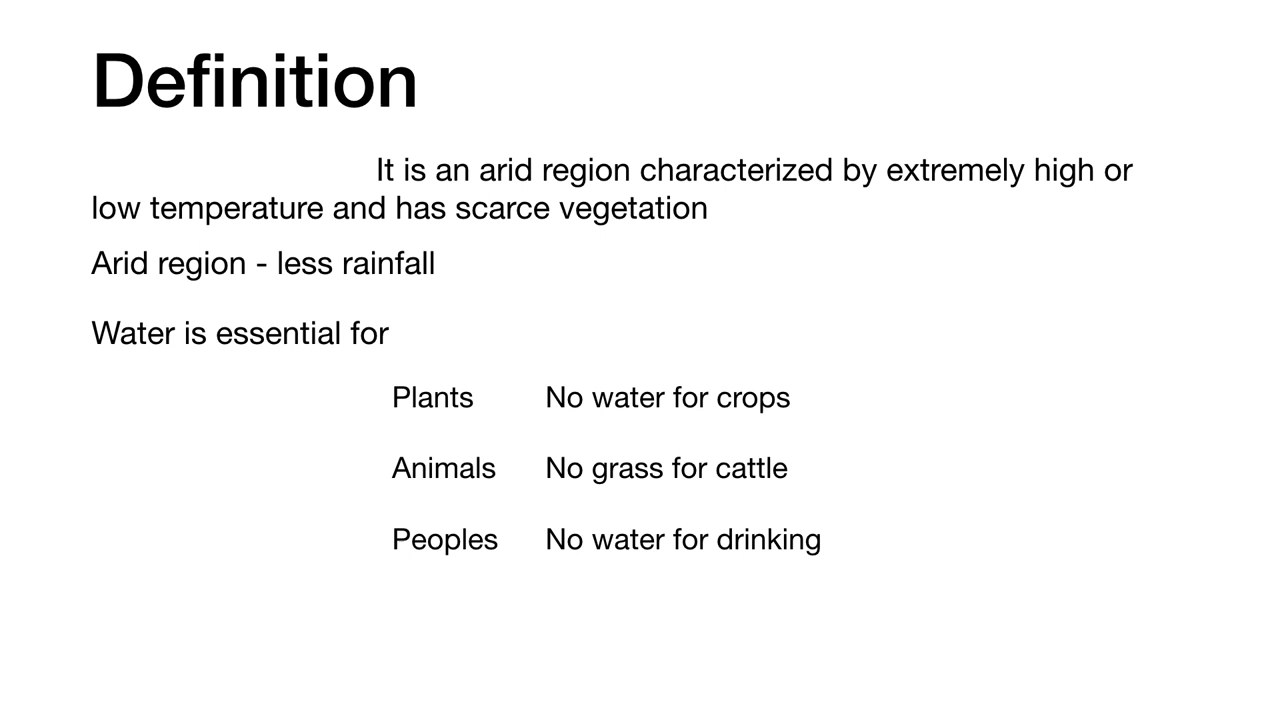 Definition
It is an arid region characterized by extremely high or
low temperature and has scarce vegetation
Arid region - less rainfall
Water is essential for
Plants No water for crops
Animals No grass for cattle
Peoples No water for drinking